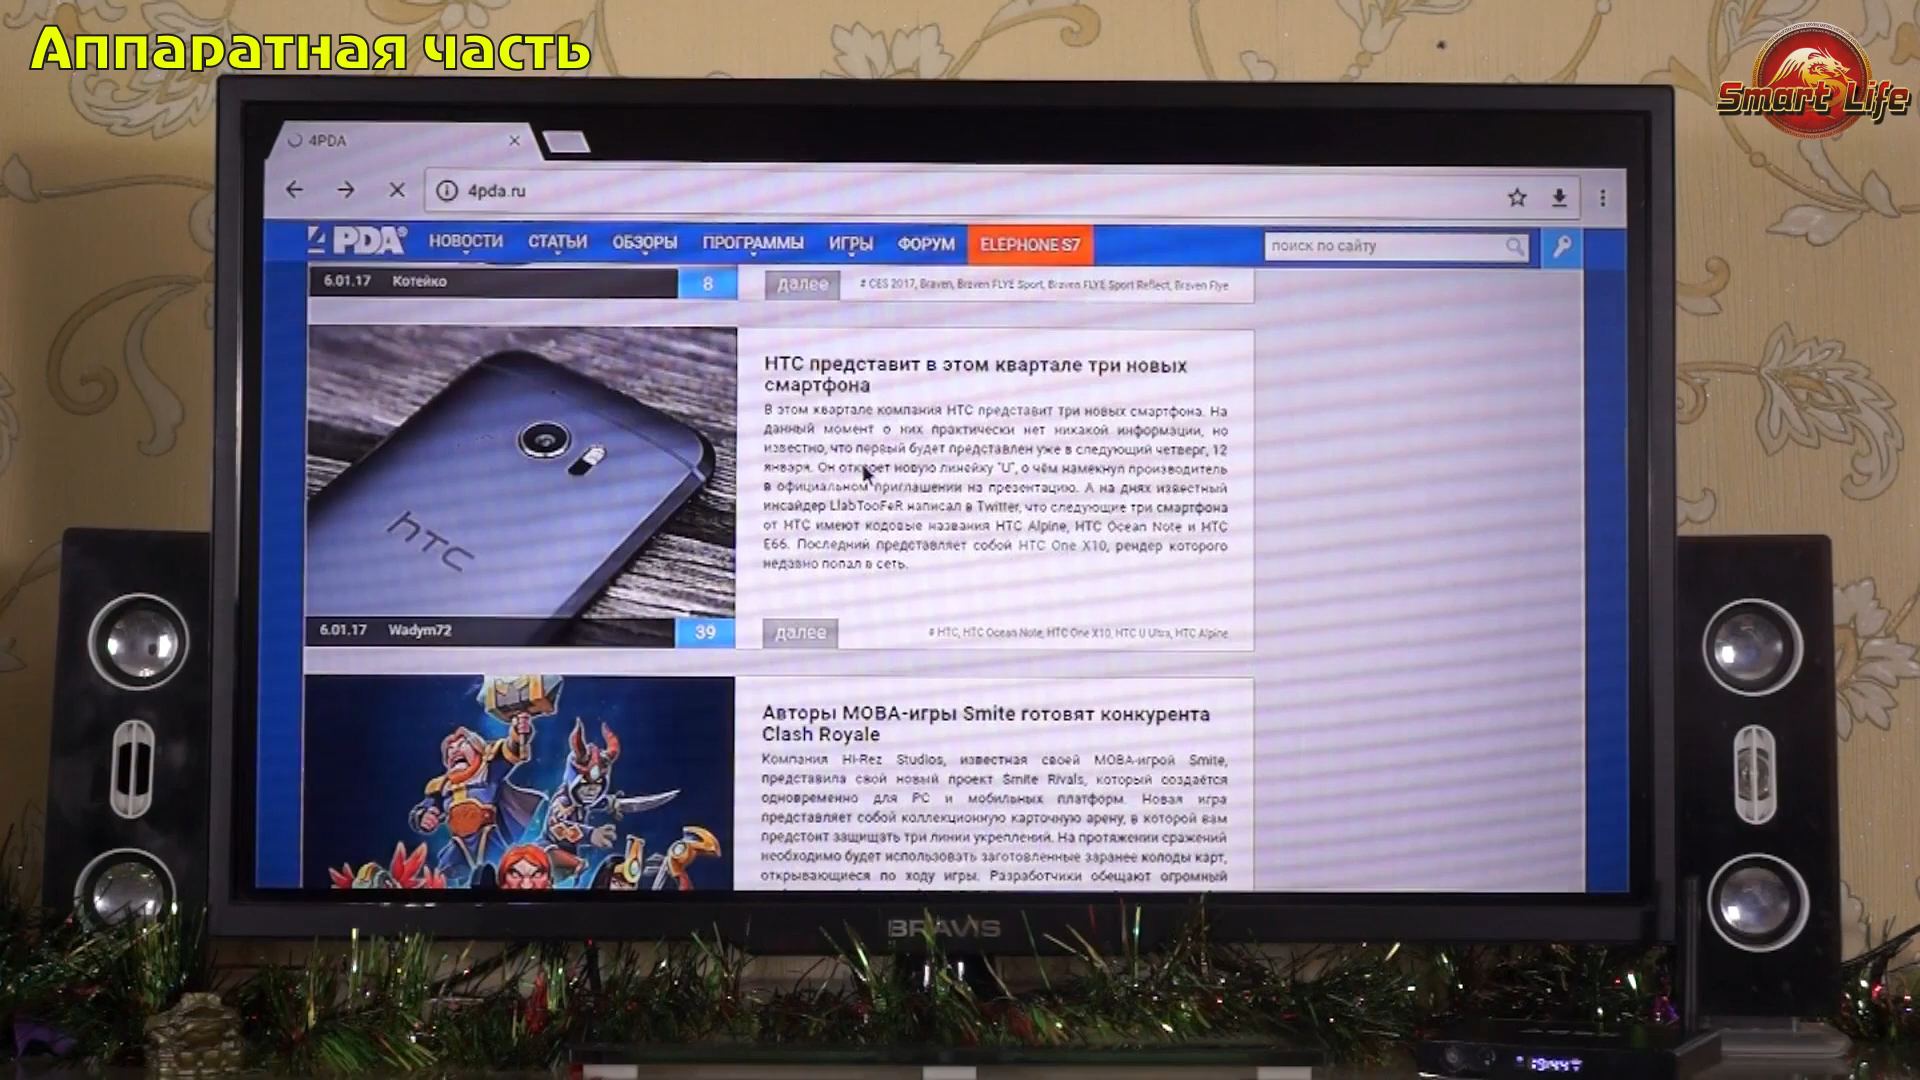 Аппаратная часть
Smart Life
4PDA
4pda.ru
4PDA НОВОСТИ СТАТЬИ ОБЗОРЫ ПРОГРАММЫ ИГРЫ ФОРУМ ELEPHONE S7 поиск по сайту
6.01.17 Котейко 8 далее # CES 2017, Braven, Braven FLYE Sport, Braven FLYE Sport Reflect, Braven Flye
HTC представит в этом квартале три новых
смартфона
В этом квартале компания HTC представит три новых смартфона. На
данный момент о них практически нет никакой информации, но
известно, что первый будет представлен уже в следующий четверг, 12
января. Он откроет новую линейку "U", о чём намекнул производитель
в официальном приглашении на презентацию. А на днях известный
инсайдер LlabTooFeR написал в Twitter, что следующие три смартфона
от HTC имеют кодовые названия HTC Alpine, HTC Ocean Note и HTC
E66. Последний представляет собой HTC One X10, рендер которого
недавно попал в сеть.
hTC
6.01.17 Wadym72 39 далее # HTC, HTC Ocean Note, HTC One X10, HTC U Ultra, HTC Alpine
Авторы MOBA-игры Smite готовят конкурента
Clash Royale
Компания Hi-Rez Studios, известная своей MOBA-игрой Smite,
представила свой новый проект Smite Rivals, который создаётся
одновременно для PC и мобильных платформ. Новая игра
представляет собой коллекционную карточную арену, в которой вам
предстоит защищать три линии укреплений. На протяжении сражений
необходимо будет использовать заготовленные заранее колоды карт,
открывающиеся по ходу игры. Разработчики обещают огромный
BRAVIS
19:44